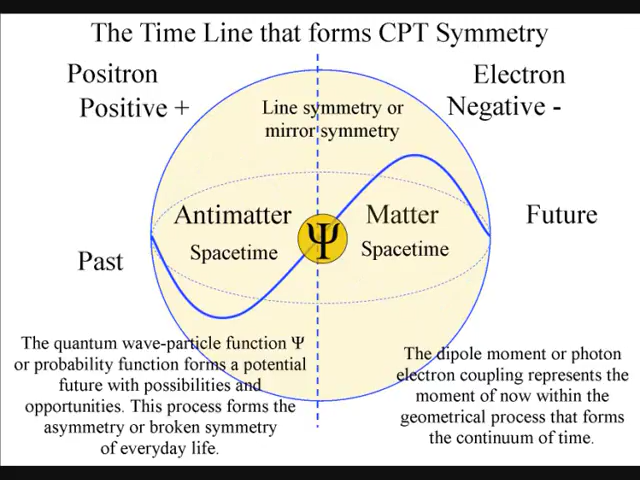 The Time Line that forms CPT Symmetry
Positron
Positive +
Electron
Negative -
Line symmetry or
mirror symmetry
Antimatter
Spacetime
Ψ
Matter
Spacetime
Past
Future
The quantum wave-particle function Ψ
or probability function forms a potential
future with possibilities and
opportunities. This process forms the
asymmetry or broken symmetry
of everyday life.
The dipole moment or photon
electron coupling represents the
moment of now within the
geometrical process that forms
the continuum of time.